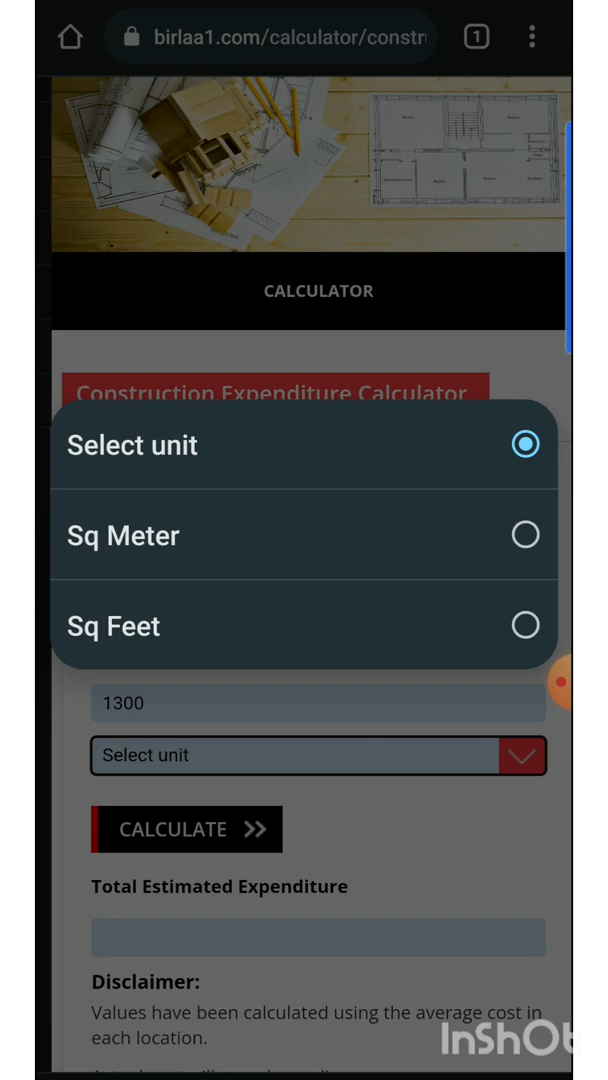 birlaa1.com/calculator/constr
1
CALCULATOR
Construction Expenditure Calculator
Select unit
Sq Meter
Sq Feet
1300
Select unit
CALCULATE
Total Estimated Expenditure
Disclaimer:
Values have been calculated using the average cost in
each location.
InShOt